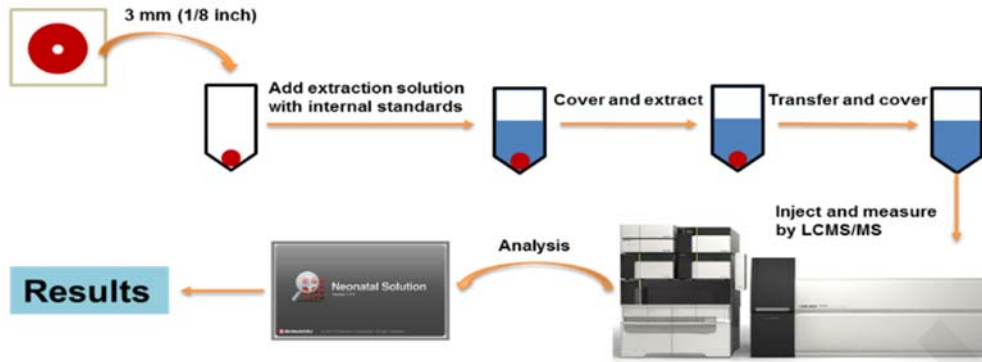 3 mm (1/8 inch)
Add extraction solution
with internal standards
Cover and extract
Transfer and cover
Inject and measure
by LCMS/MS
Analysis
Neonatal Solution
Results